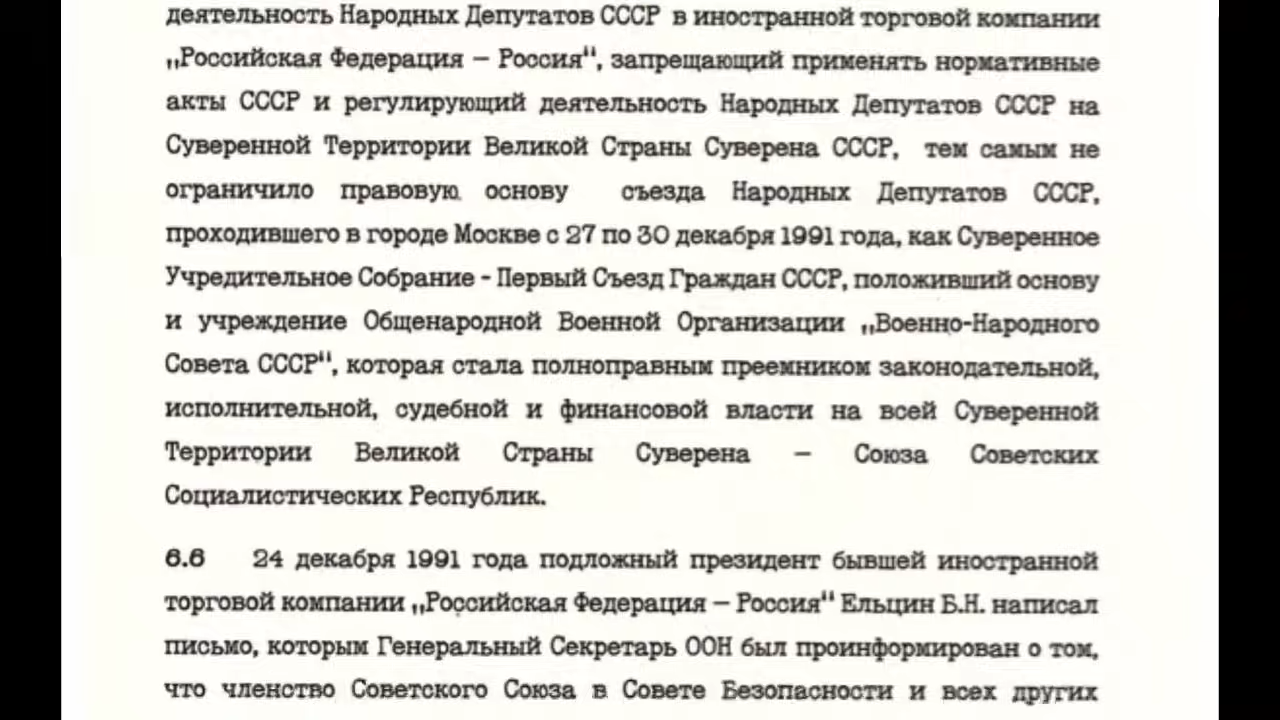 деятельность Народных Депутатов СССР в иностранной торговой компании
„Российская Федерация – Россия“, запрещающий применять нормативные
акты СССР и регулирующий деятельность Народных Депутатов СССР на
Суверенной Территории Великой Страны Суверена СССР, тем самым не
ограничило правовую основу съезда Народных Депутатов СССР,
проходившего в городе Москве с 27 по 30 декабря 1991 года, как Суверенное
Учредительное Собрание - Первый Съезд Граждан СССР, положивший основу
и учреждение Общенародной Военной Организации „Военно-Народного
Совета СССР“, которая стала полноправным преемником законодательной,
исполнительной, судебной и финансовой власти на всей Суверенной
Территории Великой Страны Суверена – Союза Советских
Социалистических Республик.
6.6 24 декабря 1991 года подложный президент бывшей иностранной
торговой компании „Российская Федерация – Россия“ Ельцин Б.Н. написал
письмо, которым Генеральный Секретарь ООН был проинформирован о том,
что членство Советского Союза в Совете Безопасности и всех других